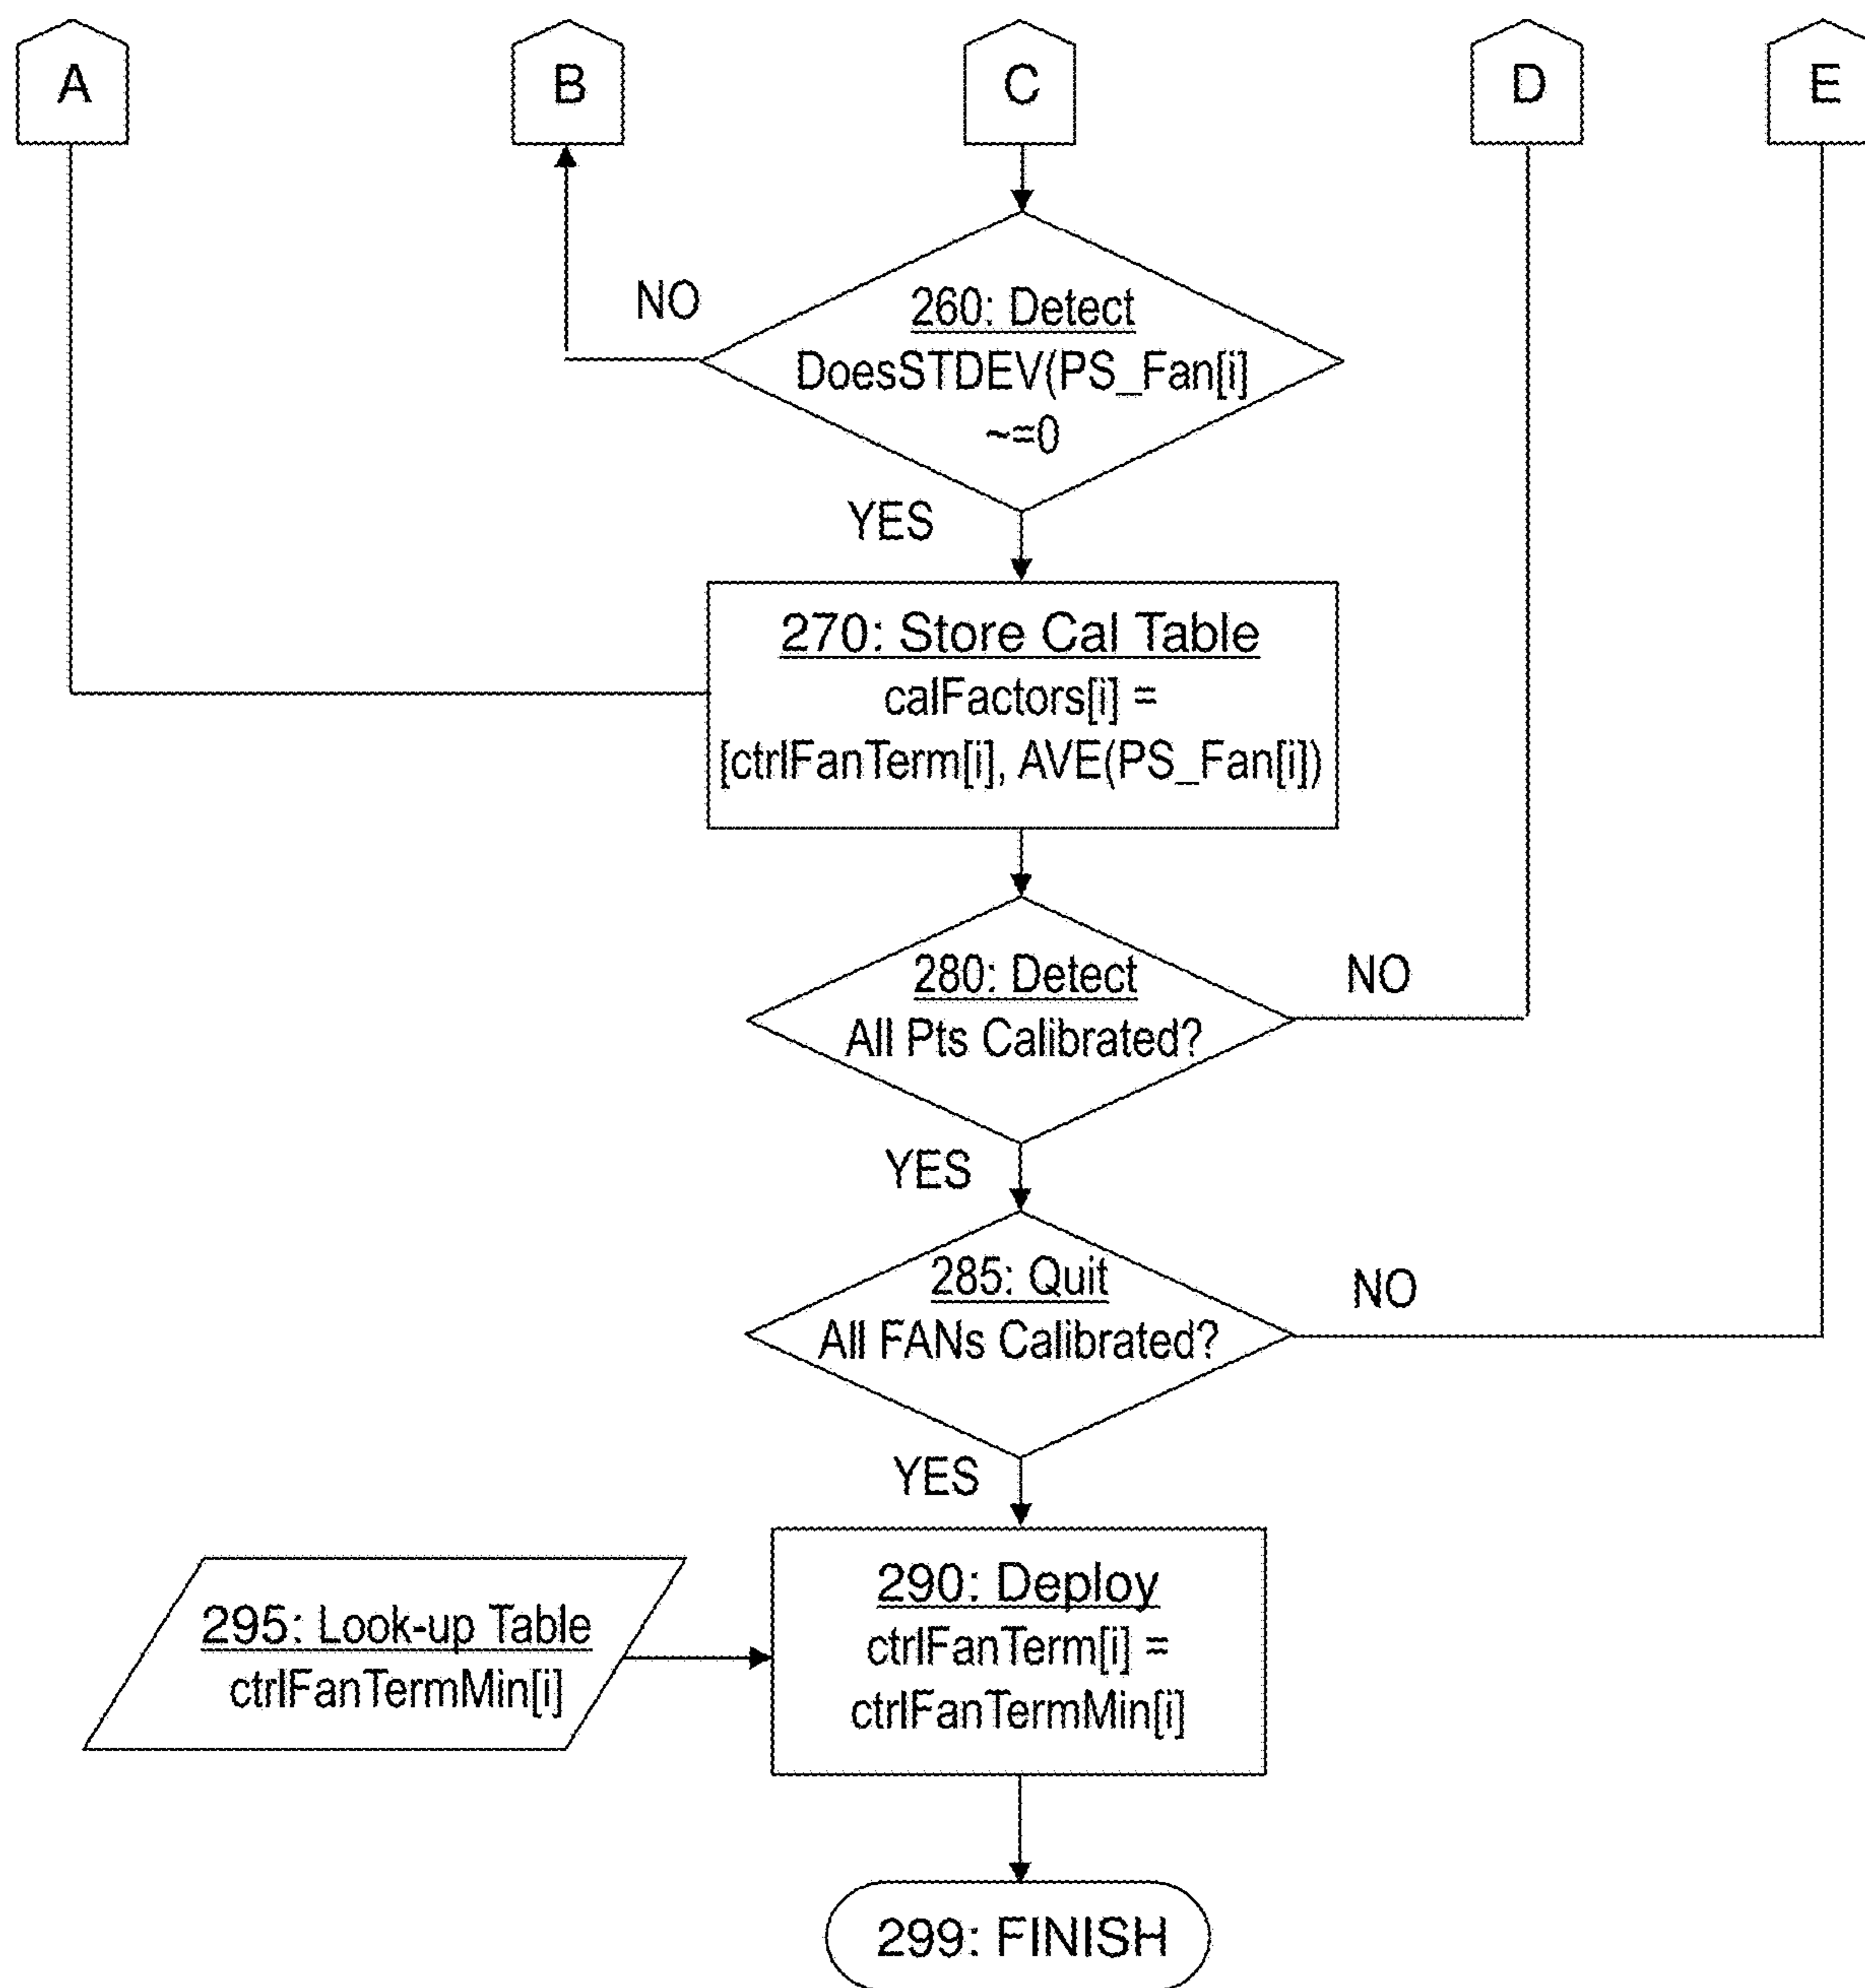 A
B
C
D
E
NO
260: Detect
DoesSTDEV(PS_Fan[i]
~=0
YES
270: Store Cal Table
calFactors[i] =
[ctrlFanTerm[i], AVE(PS_Fan[i])
280: Detect
All Pts Calibrated?
NO
YES
285: Quit
All FANs Calibrated?
NO
YES
295: Look-up Table
ctrlFanTermMin[i]
290: Deploy
ctrlFanTerm[i] =
ctrlFanTermMin[i]
299: FINISH